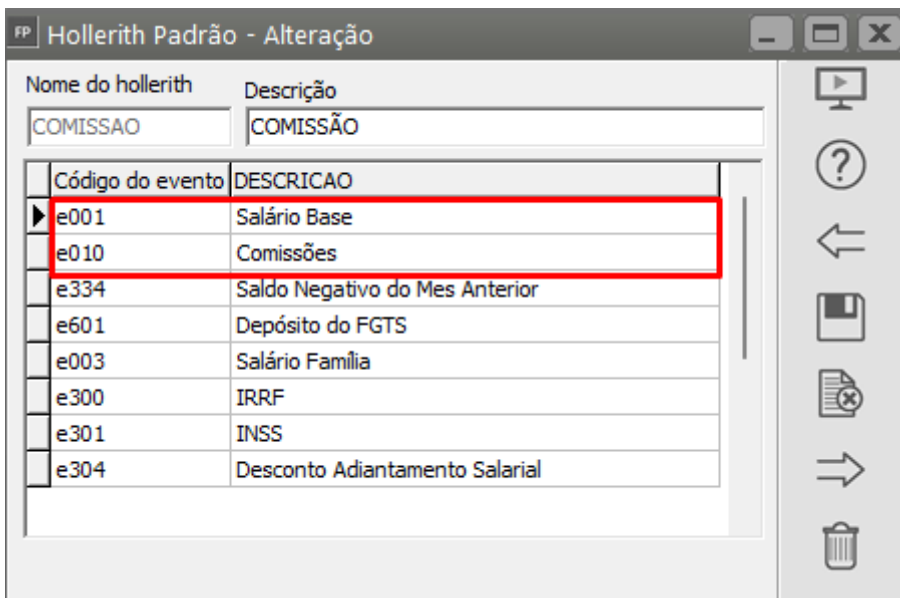 FP Hollerith Padrão - Alteração
Nome do hollerith Descrição
COMISSAO COMISSÃO
Código do evento DESCRICAO
e001 Salário Base
e010 Comissões
e334 Saldo Negativo do Mes Anterior
e601 Depósito do FGTS
e003 Salário Família
e300 IRRF
e301 INSS
e304 Desconto Adiantamento Salarial